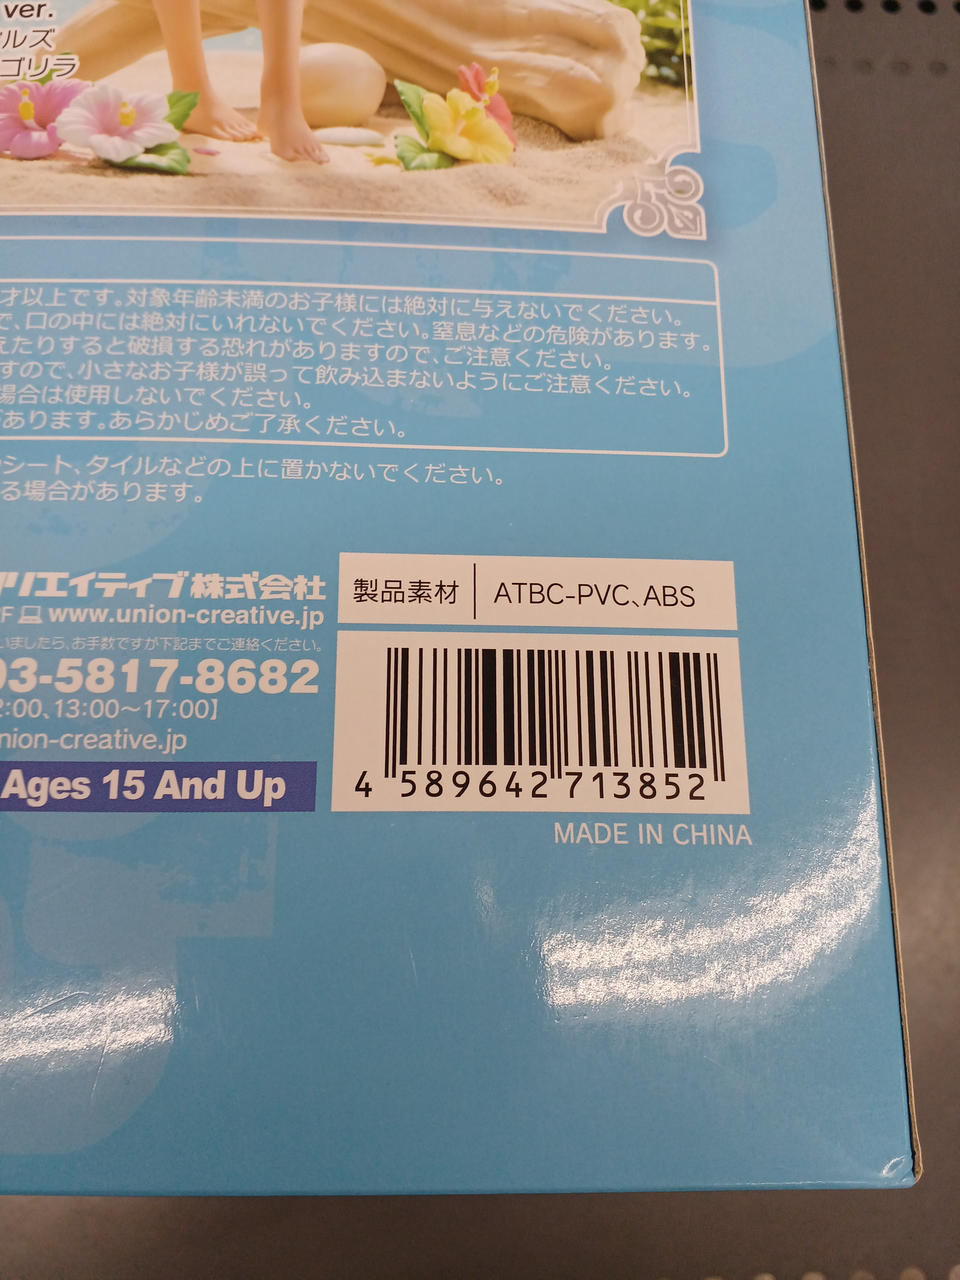 ver.
ルズ
ゴリラ
才以上です。対象年齢未満のお子様には絶対に与えないでください。
で、口の中には絶対にいれないでください。窒息などの危険があります。
えたりすると破損する恐れがありますので、ご注意ください。
すので、小さなお子様が誤って飲み込まないようにご注意ください。
場合は使用しないでください。
があります。あらかじめご了承ください。
シート、タイルなどの上に置かないでください。
る場合があります。
クリエイティブ株式会社
F www.union-creative.jp
いましたら、お手数ですが下記までご連絡ください。
03-5817-8682
2:00、13:00〜17:00】
nion-creative.jp
Ages 15 And Up
製品素材 ATBC-PVC、ABS
4 589642 713852
MADE IN CHINA